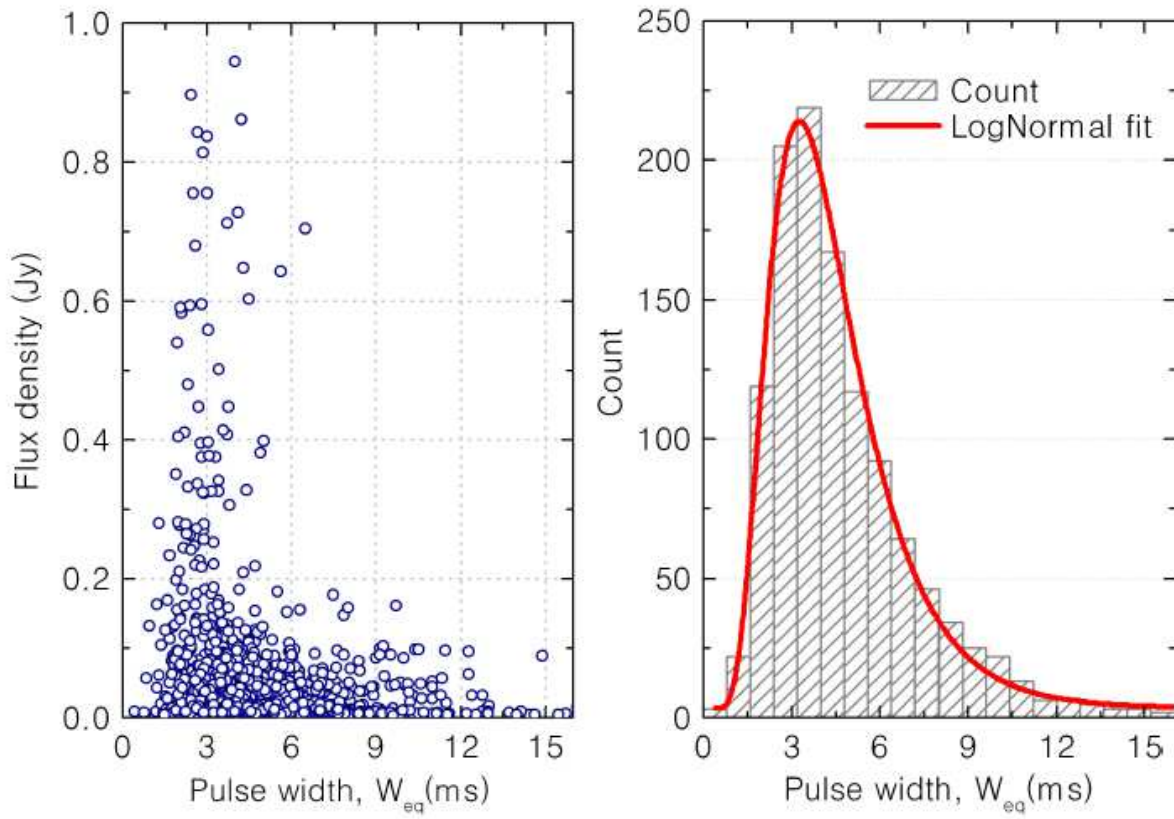 1.0
0.8
0.6
0.4
0.2
0.0
Flux density (Jy)
0 3 6 9 12 15
Pulse width, W_eq(ms)
250
200
150
100
50
0
Count
Count
LogNormal fit
0 3 6 9 12 15
Pulse width, W_eq(ms)